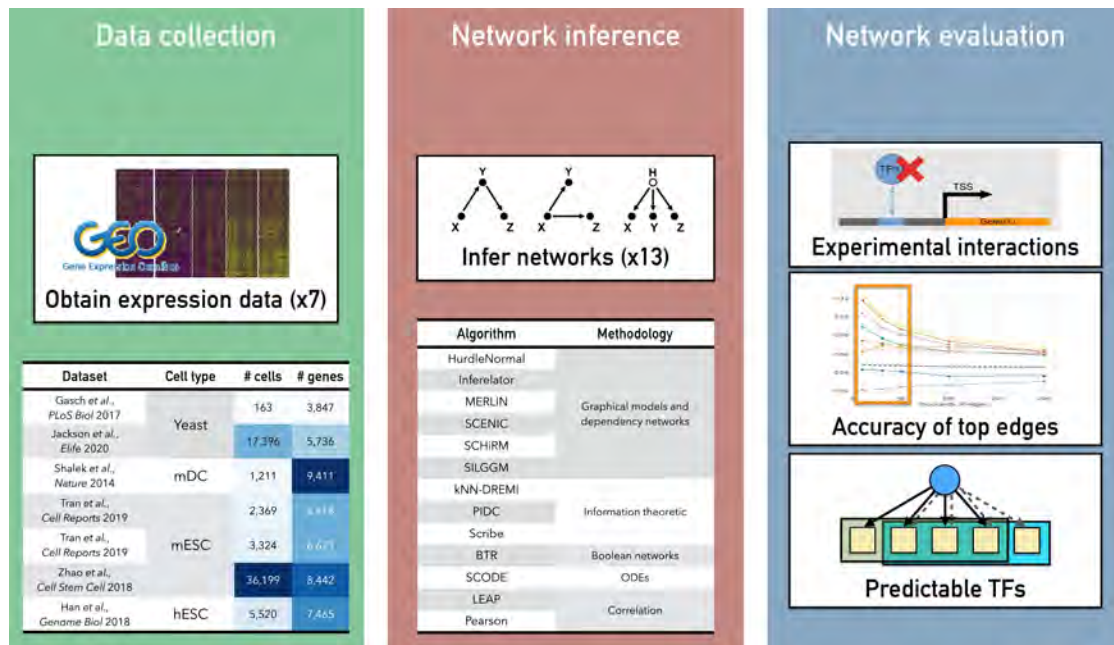 Data collection
GEO
Gene Expression Omnibus
Obtain expression data (x7)
Dataset Cell type # cells # genes
Gasch et al.,
PLoS Biol 2017
Yeast
163 3,847
Jackson et al.,
Elife 2020
17,396 5,736
Shalek et al.,
Nature 2014
mDC 1,211 9,411
Tran et al.,
Cell Reports 2019
mESC
2,369
Tran et al.,
Cell Reports 2019
3,324
Zhao et al.,
Cell Stem Cell 2018
36,199 8,442
Han et al.,
Genome Biol 2018
hESC 5,520 7,465
Network inference
Y Y H
X Z X Z X Y Z
Infer networks (x13)
Algorithm Methodology
HurdleNormal
Inferelator
MERLIN
SCENIC
SCHiRM
SILGGM
Graphical models and
dependency networks
kNN-DREMI
PIDC
Scribe
Information theoretic
BTR Boolean networks
SCODE ODEs
LEAP
Pearson
Correlation
Network evaluation
TSS
Experimental interactions
Accuracy of top edges
Predictable TFs